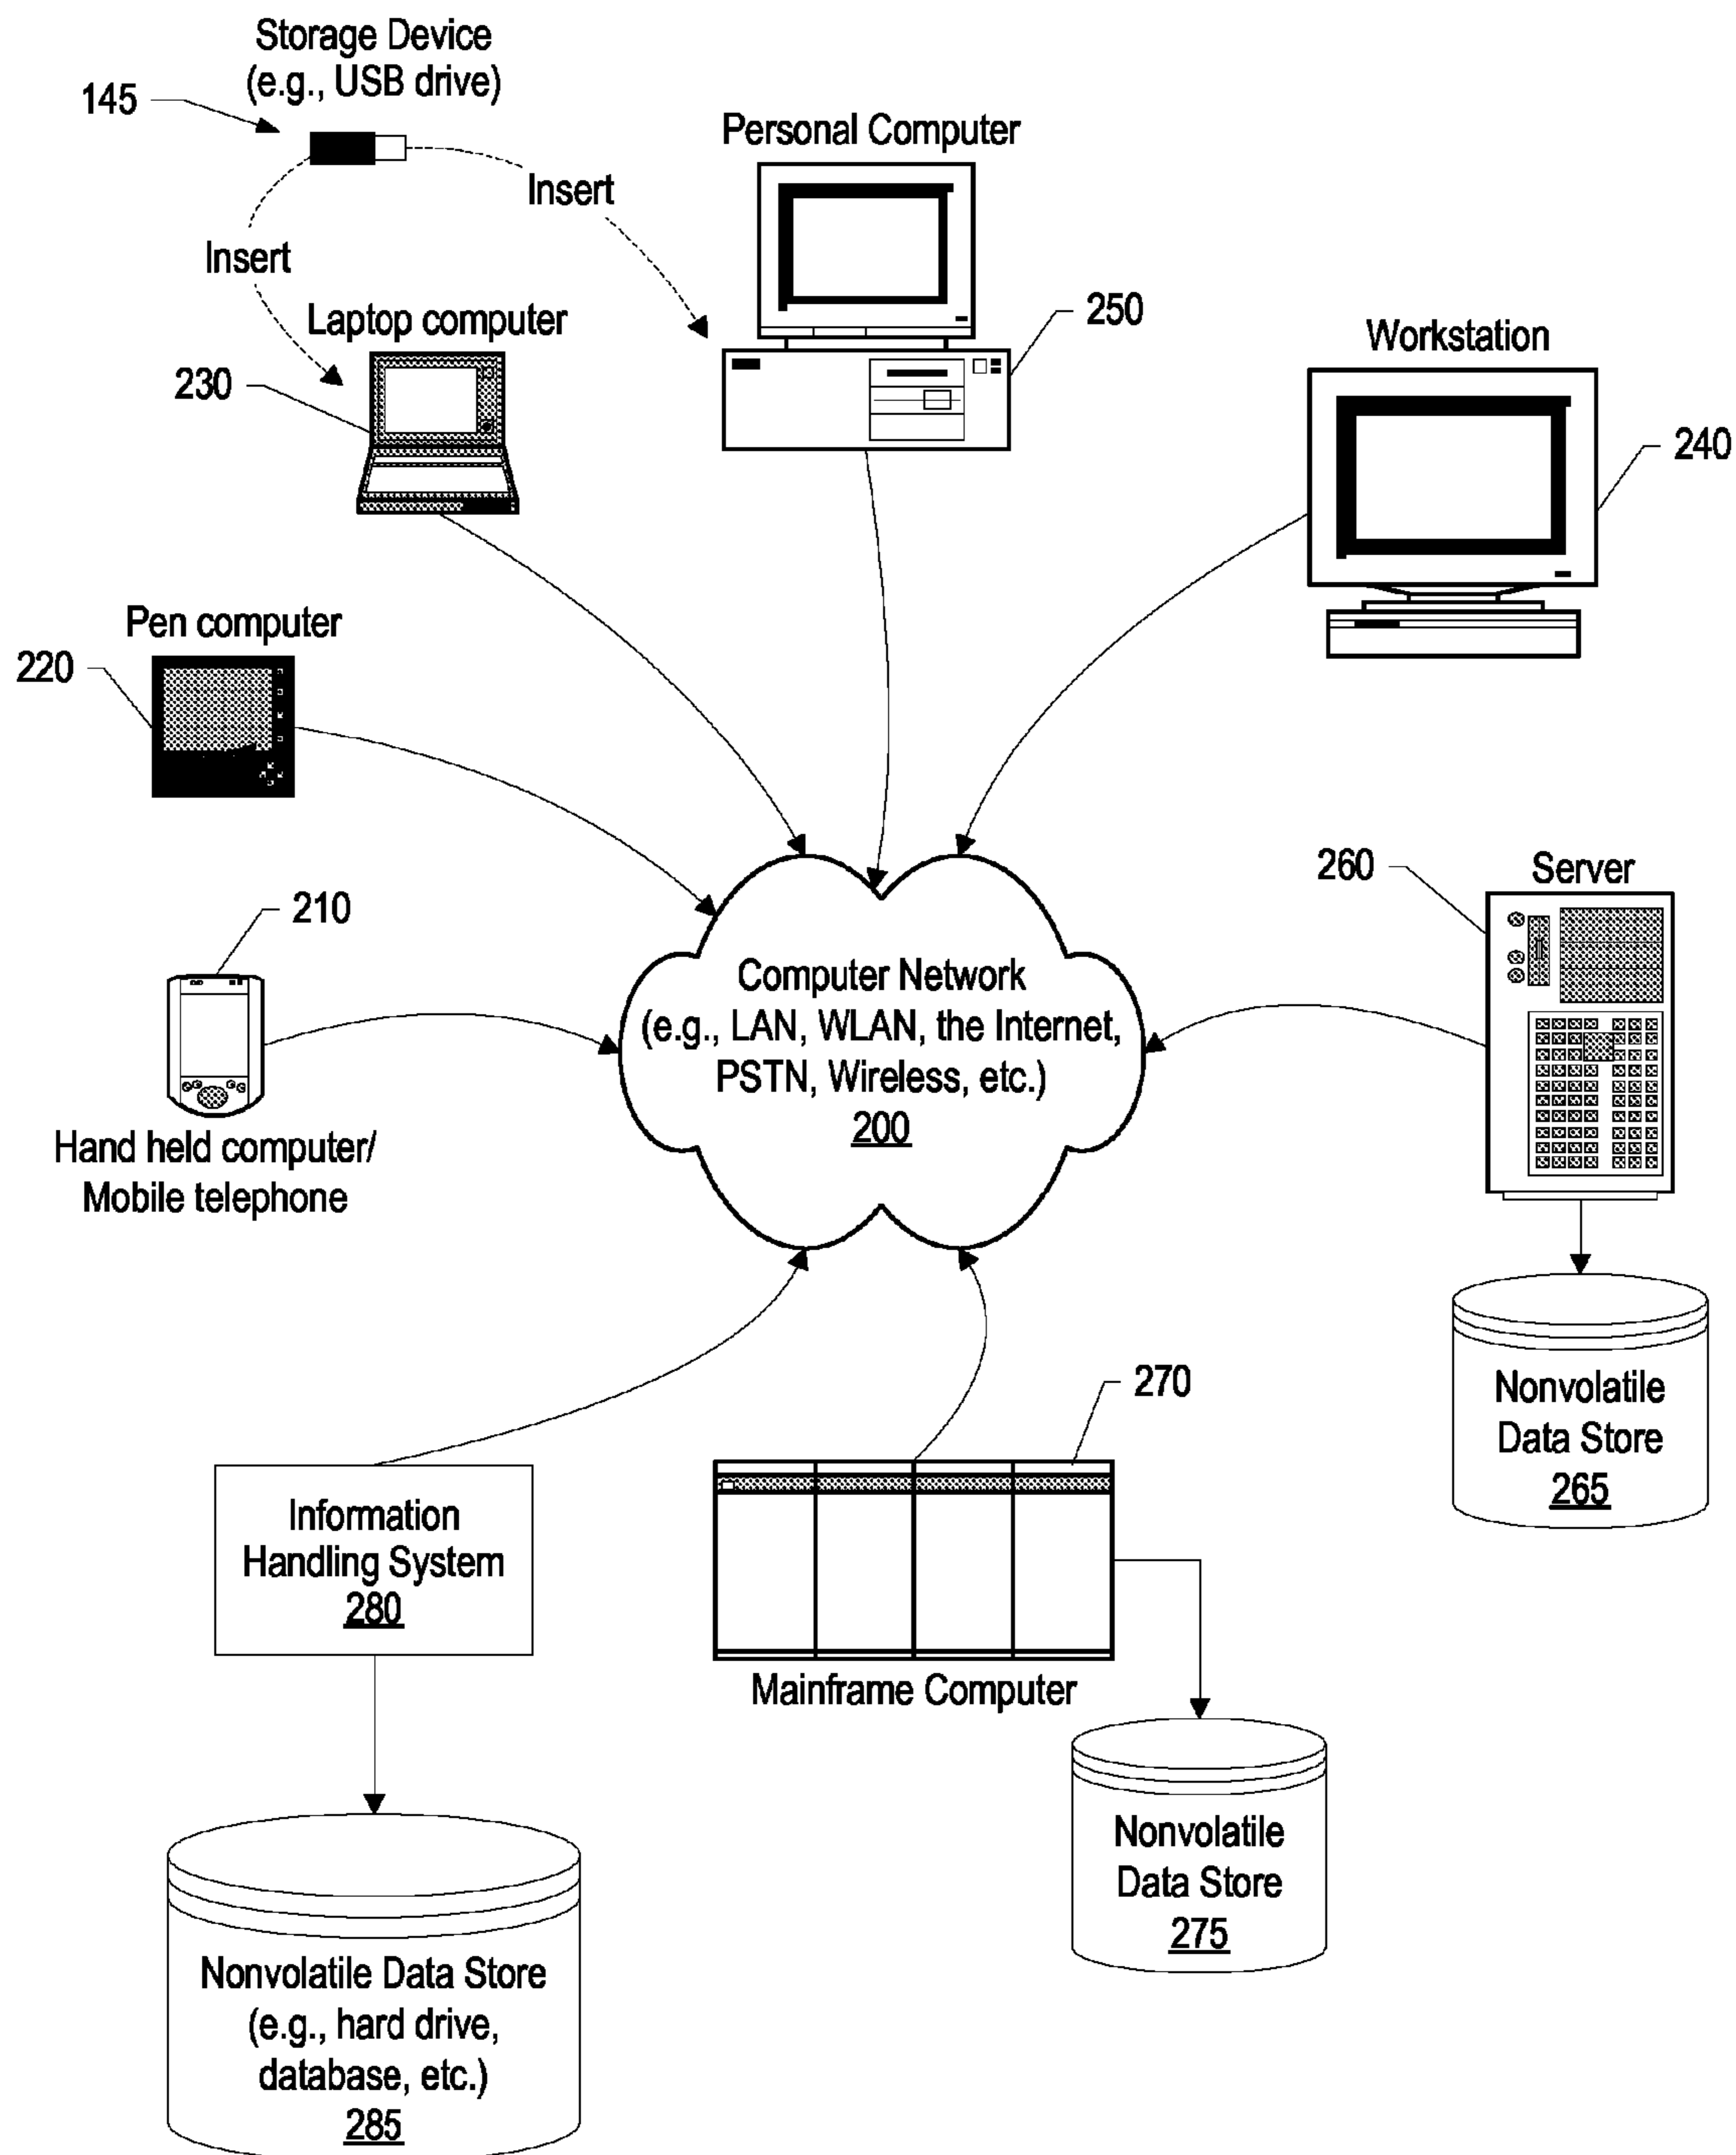 Storage Device
(e.g., USB drive)
145
Personal Computer
Insert
Insert
Laptop computer
250
Workstation
230
240
Pen computer
220
260
Server
210
Computer Network
(e.g., LAN, WLAN, the Internet,
PSTN, Wireless, etc.)
200
Hand held computer/
Mobile telephone
270
Nonvolatile
Data Store
265
Information
Handling System
280
Mainframe Computer
Nonvolatile
Data Store
275
Nonvolatile Data Store
(e.g., hard drive,
database, etc.)
285